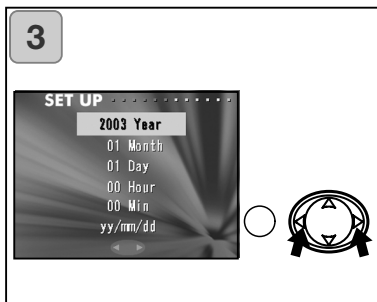 3
SET UP
2003 Year
01 Month
01 Day
00 Hour
00 Min
yy/mm/dd